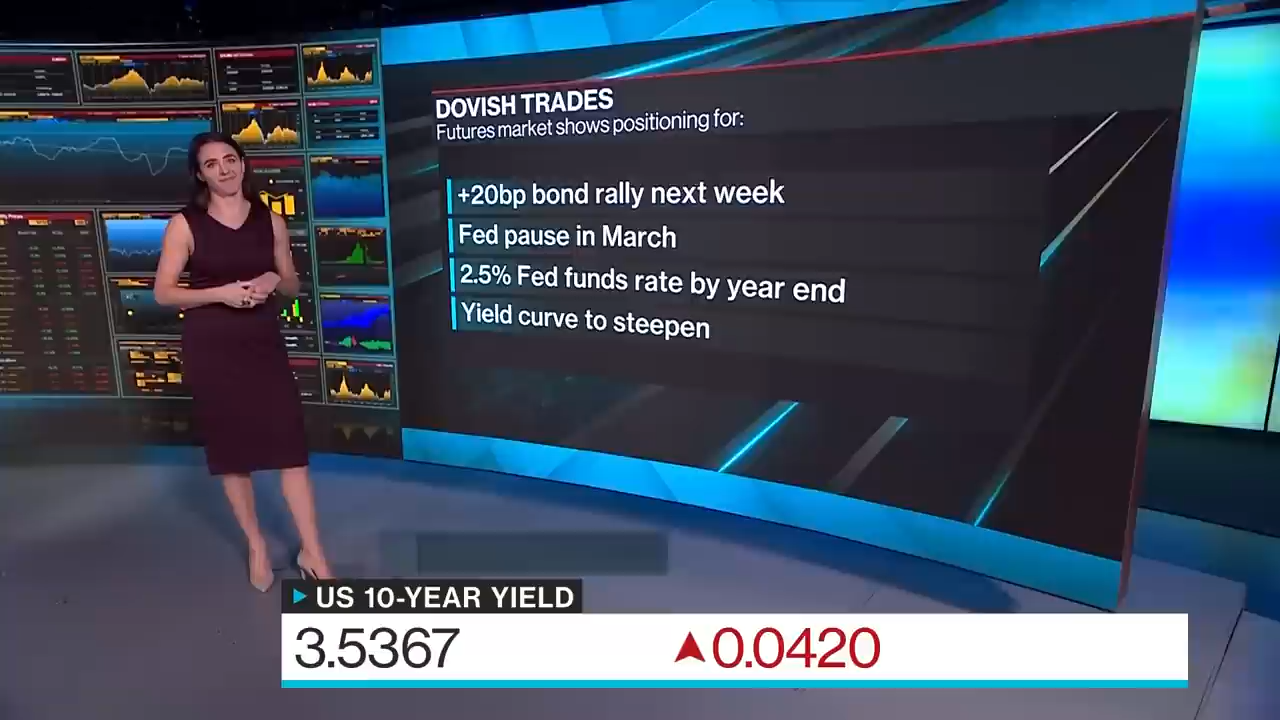 DOVISH TRADES
Futures market shows positioning for:
+20bp bond rally next week
Fed pause in March
2.5% Fed funds rate by year end
Yield curve to steepen
US 10-YEAR YIELD
3.5367 ▲0.0420